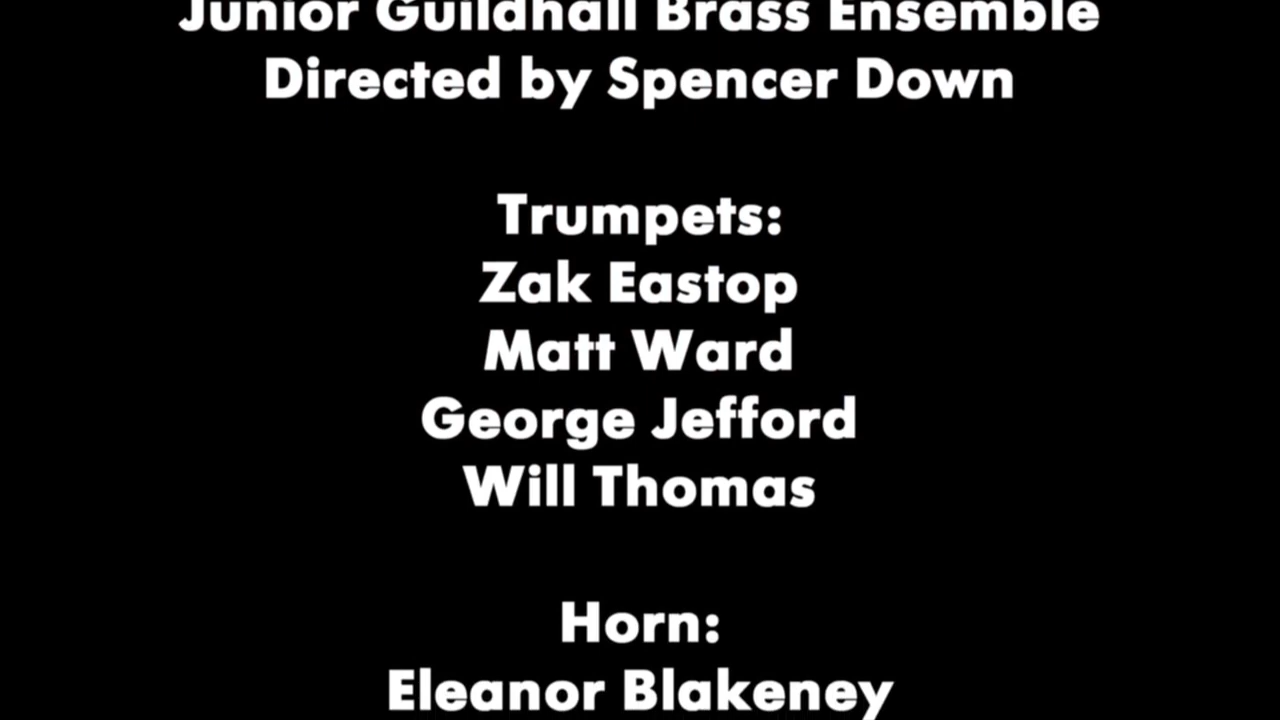 Junior Guildhall Brass Ensemble
Directed by Spencer Down
Trumpets:
Zak Eastop
Matt Ward
George Jefford
Will Thomas
Horn:
Eleanor Blakeney